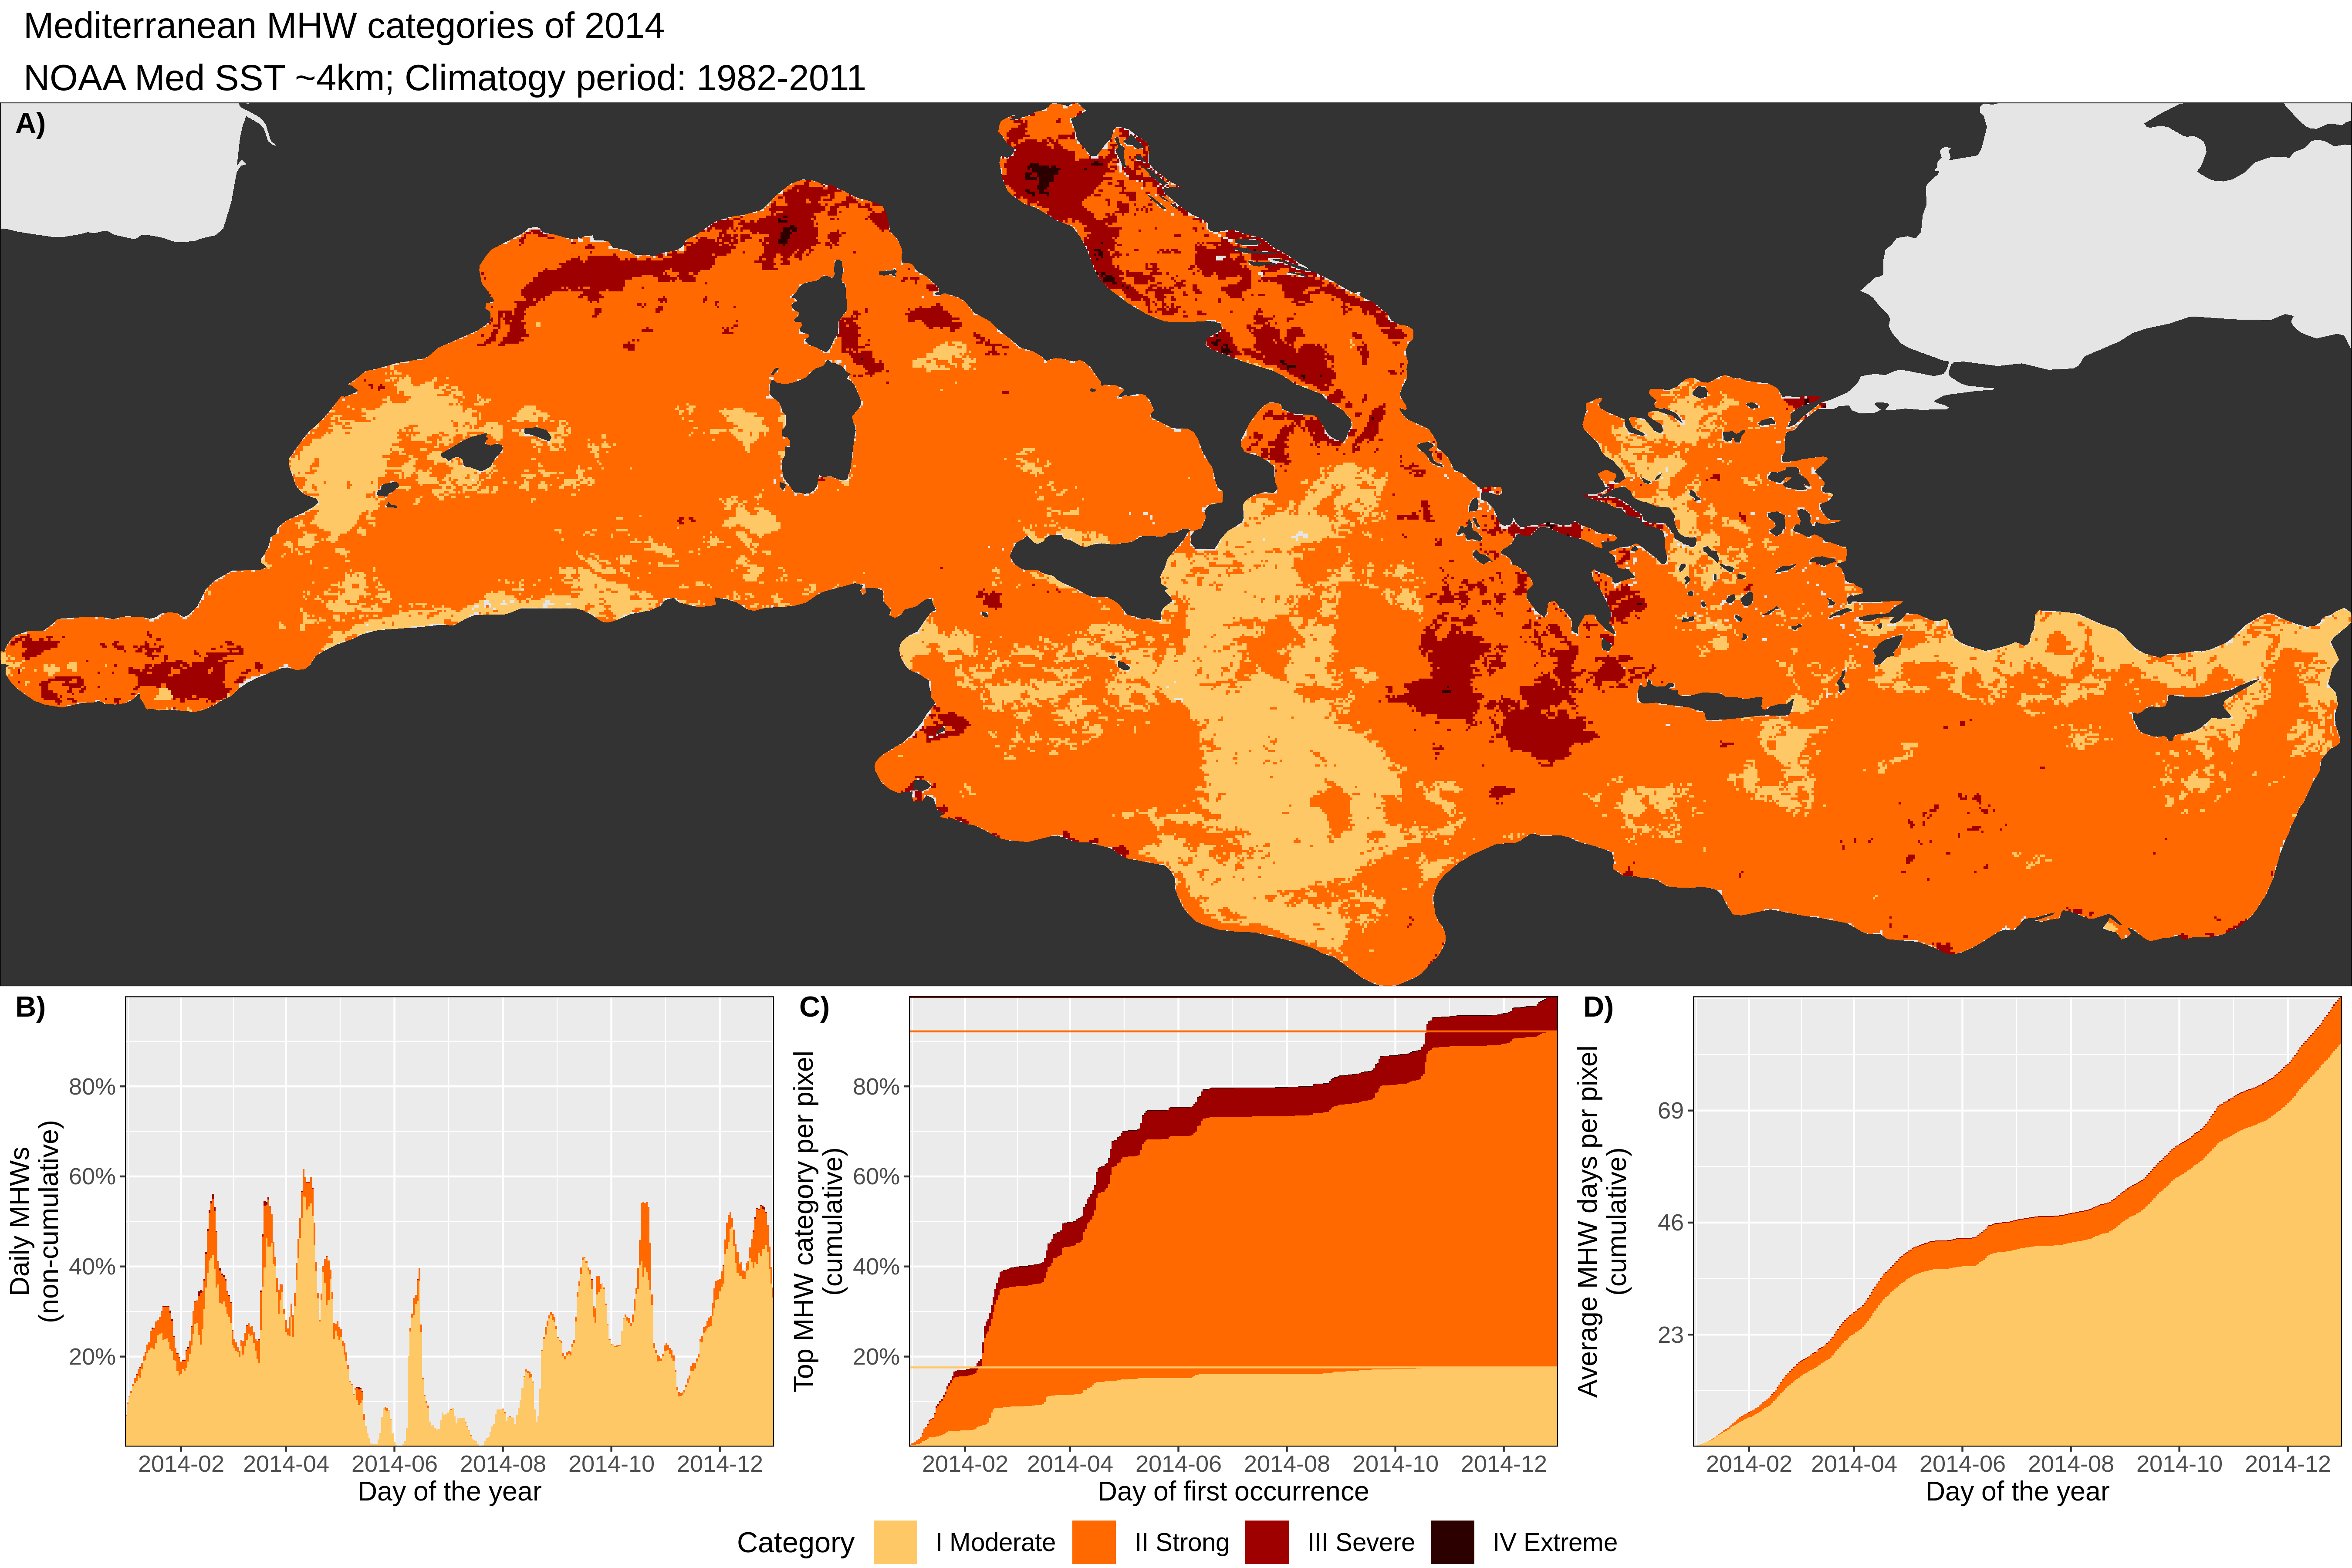 Mediterranean MHW categories of 2014
NOAA Med SST ~4km; Climatogy period: 1982-2011
A)
B)
Daily MHWs
(non-cumulative)
80%
60%
40%
20%
2014-02 2014-04 2014-06 2014-08 2014-10 2014-12
Day of the year
C)
Top MHW category per pixel
(cumulative)
80%
60%
40%
20%
2014-02 2014-04 2014-06 2014-08 2014-10 2014-12
Day of first occurrence
D)
Average MHW days per pixel
(cumulative)
69
46
23
2014-02 2014-04 2014-06 2014-08 2014-10 2014-12
Day of the year
Category I Moderate II Strong III Severe IV Extreme